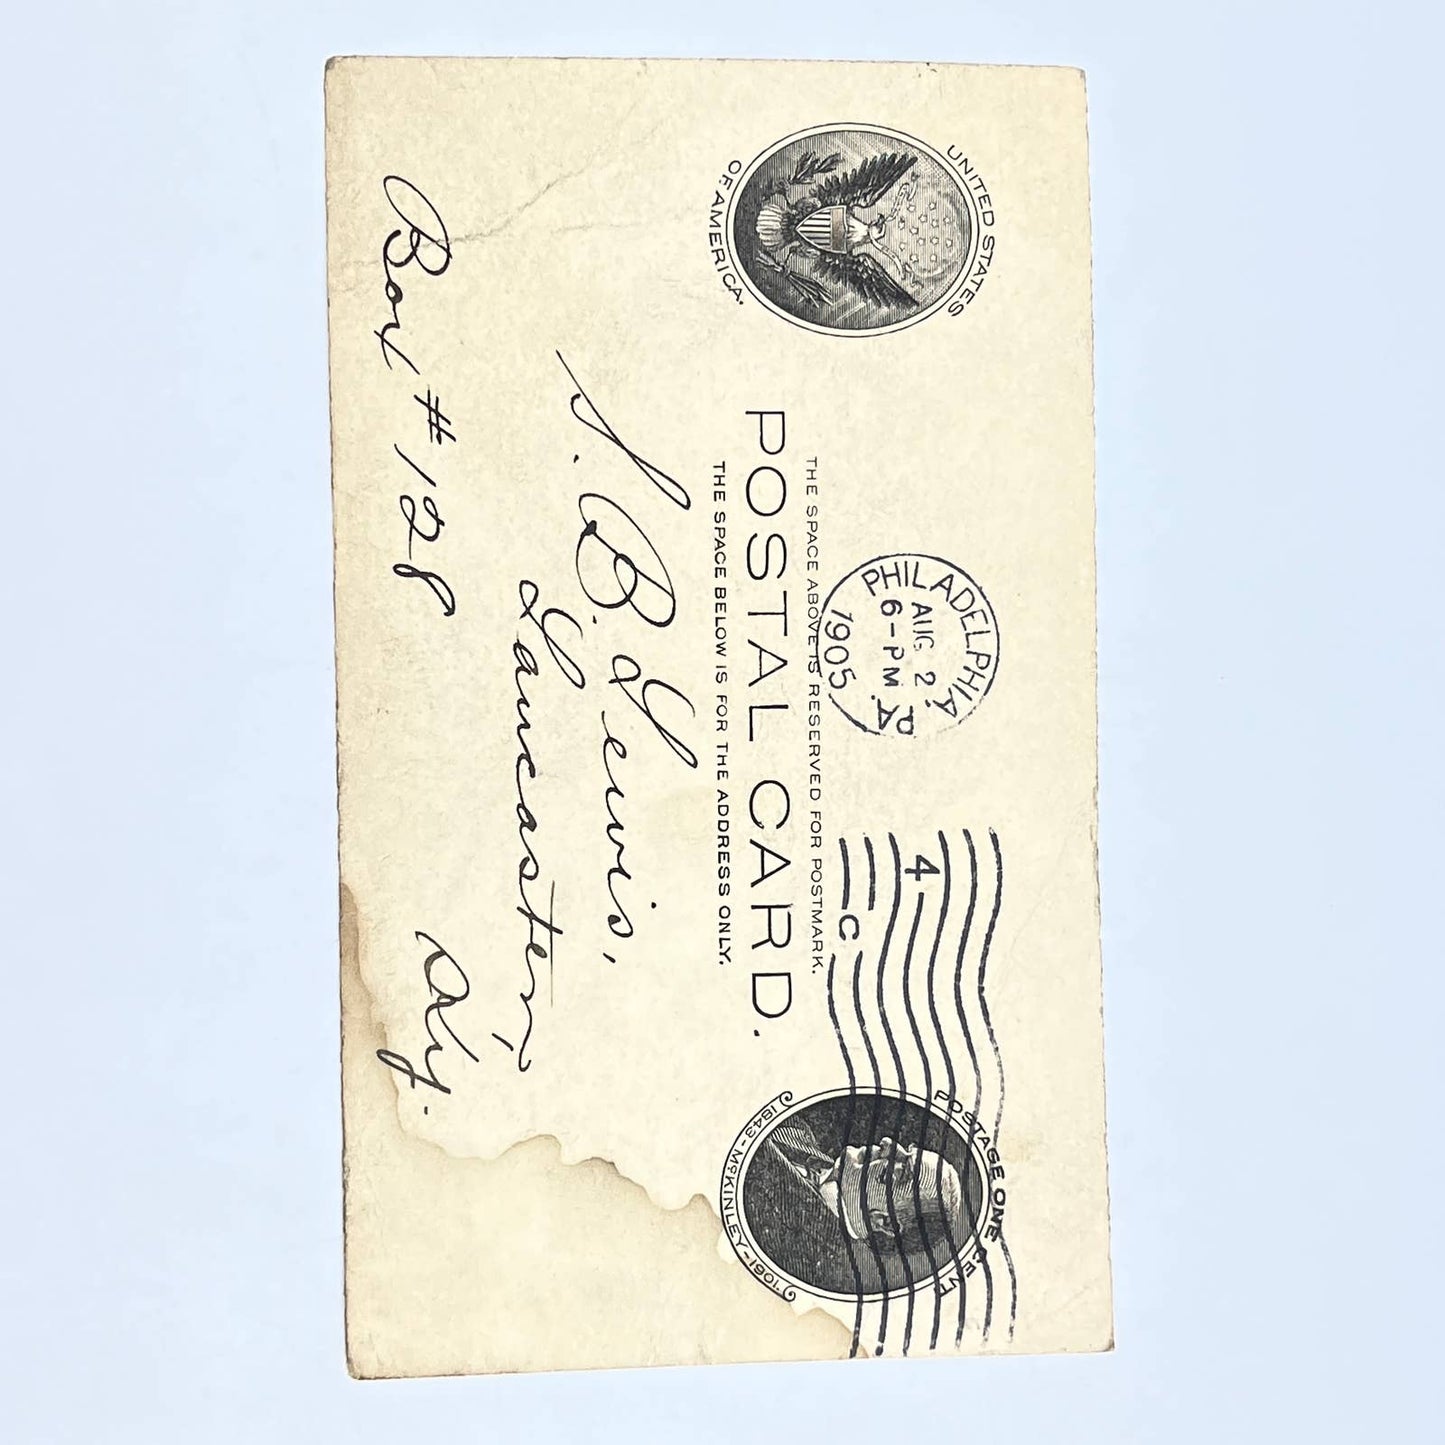 UNITED STATES
OF AMERICA.
PHILADELPHIA PA.
AUG 2
6-PM
1905
4
C
POSTAGE ONE CENT
1843-McKINLEY-1901.
THE SPACE ABOVE IS RESERVED FOR POSTMARK.
POSTAL CARD.
THE SPACE BELOW IS FOR THE ADDRESS ONLY.
S. B. Lewis,
Lancaster,
Box # 128 Ky.